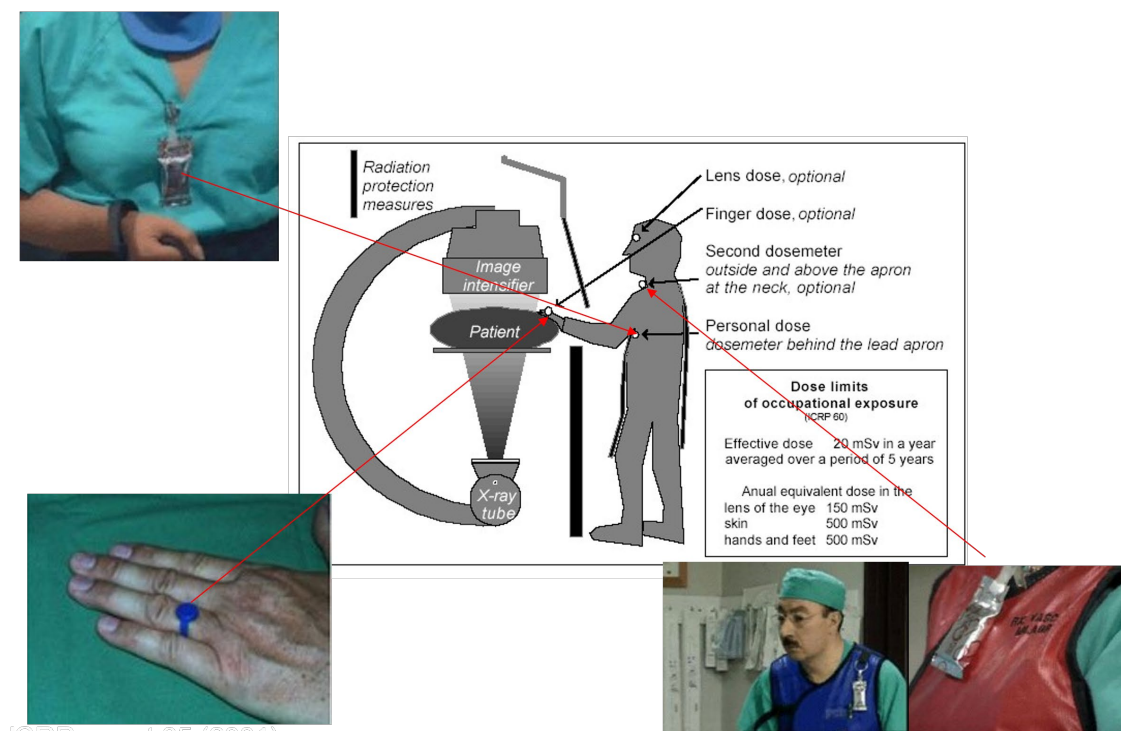 Radiation
protection
measures
Lens dose, optional
Finger dose, optional
Second dosemeter
outside and above the apron
at the neck, optional
Image
intensifier
Patient
Personal dose
dosemeter behind the lead apron
Dose limits
of occupational exposure
(ICRP 60)
Effective dose 20 mSv in a year
averaged over a period of 5 years
Anual equivalent dose in the
lens of the eye 150 mSv
skin 500 mSv
hands and feet 500 mSv
X-ray
tube